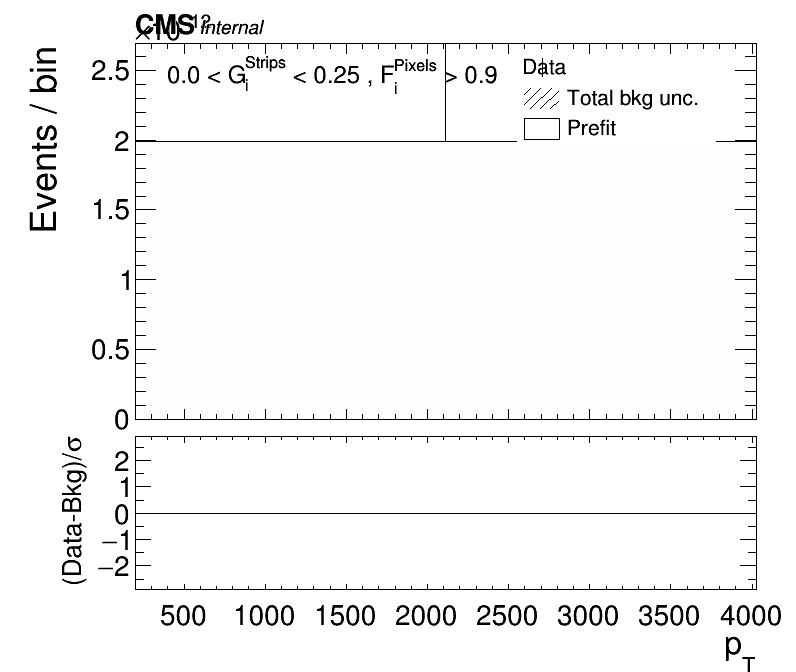 CMS Internal
×10¹²
Events / bin
0.0 < G_i^Strips < 0.25 , F_i^Pixels > 0.9
Data
Total bkg unc.
Prefit
2.5
2
1.5
1
0.5
0
(Data-Bkg)/σ
2
1
0
−1
−2
500 1000 1500 2000 2500 3000 3500 4000
p_T